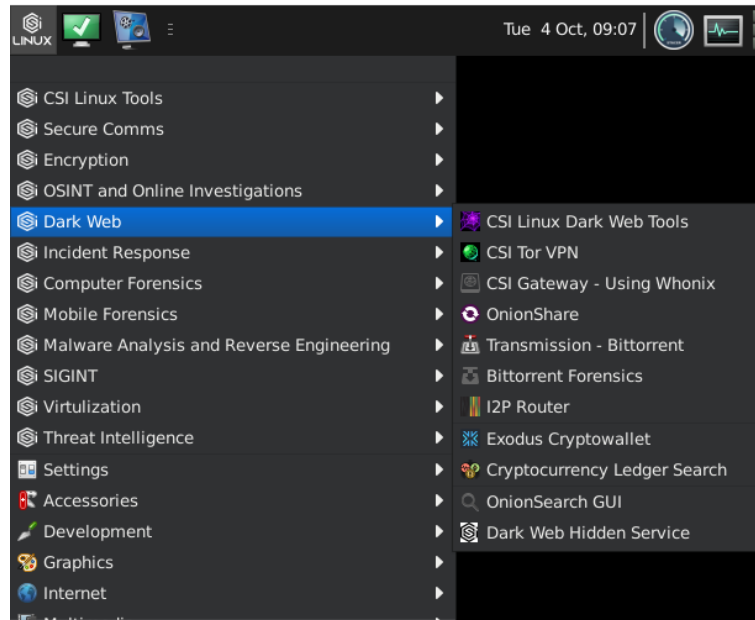 Si
LINUX
Tue 4 Oct, 09:07
CSI Linux Tools
Secure Comms
Encryption
OSINT and Online Investigations
Dark Web
Incident Response
Computer Forensics
Mobile Forensics
Malware Analysis and Reverse Engineering
SIGINT
Virtulization
Threat Intelligence
Settings
Accessories
Development
Graphics
Internet
CSI Linux Dark Web Tools
CSI Tor VPN
CSI Gateway - Using Whonix
OnionShare
Transmission - Bittorrent
Bittorrent Forensics
I2P Router
Exodus Cryptowallet
Cryptocurrency Ledger Search
OnionSearch GUI
Dark Web Hidden Service